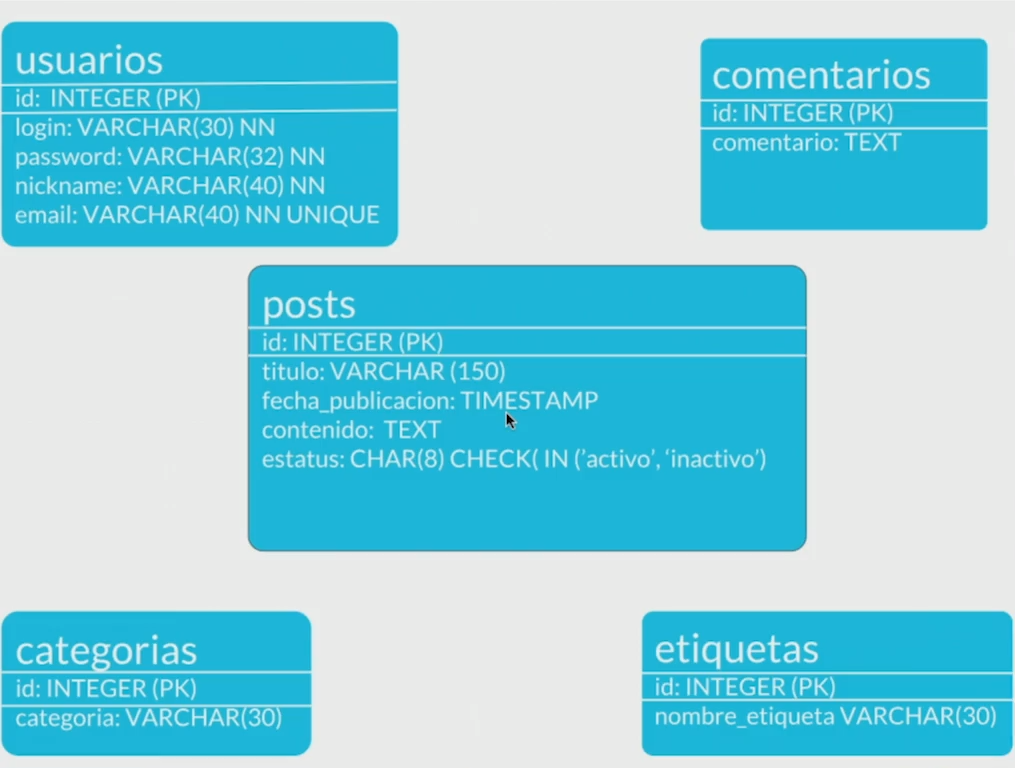 usuarios
id: INTEGER (PK)
login: VARCHAR(30) NN
password: VARCHAR(32) NN
nickname: VARCHAR(40) NN
email: VARCHAR(40) NN UNIQUE
comentarios
id: INTEGER (PK)
comentario: TEXT
posts
id: INTEGER (PK)
titulo: VARCHAR (150)
fecha_publicacion: TIMESTAMP
contenido: TEXT
estatus: CHAR(8) CHECK( IN (’activo’, ‘inactivo’)
categorias
id: INTEGER (PK)
categoria: VARCHAR(30)
etiquetas
id: INTEGER (PK)
nombre_etiqueta VARCHAR(30)